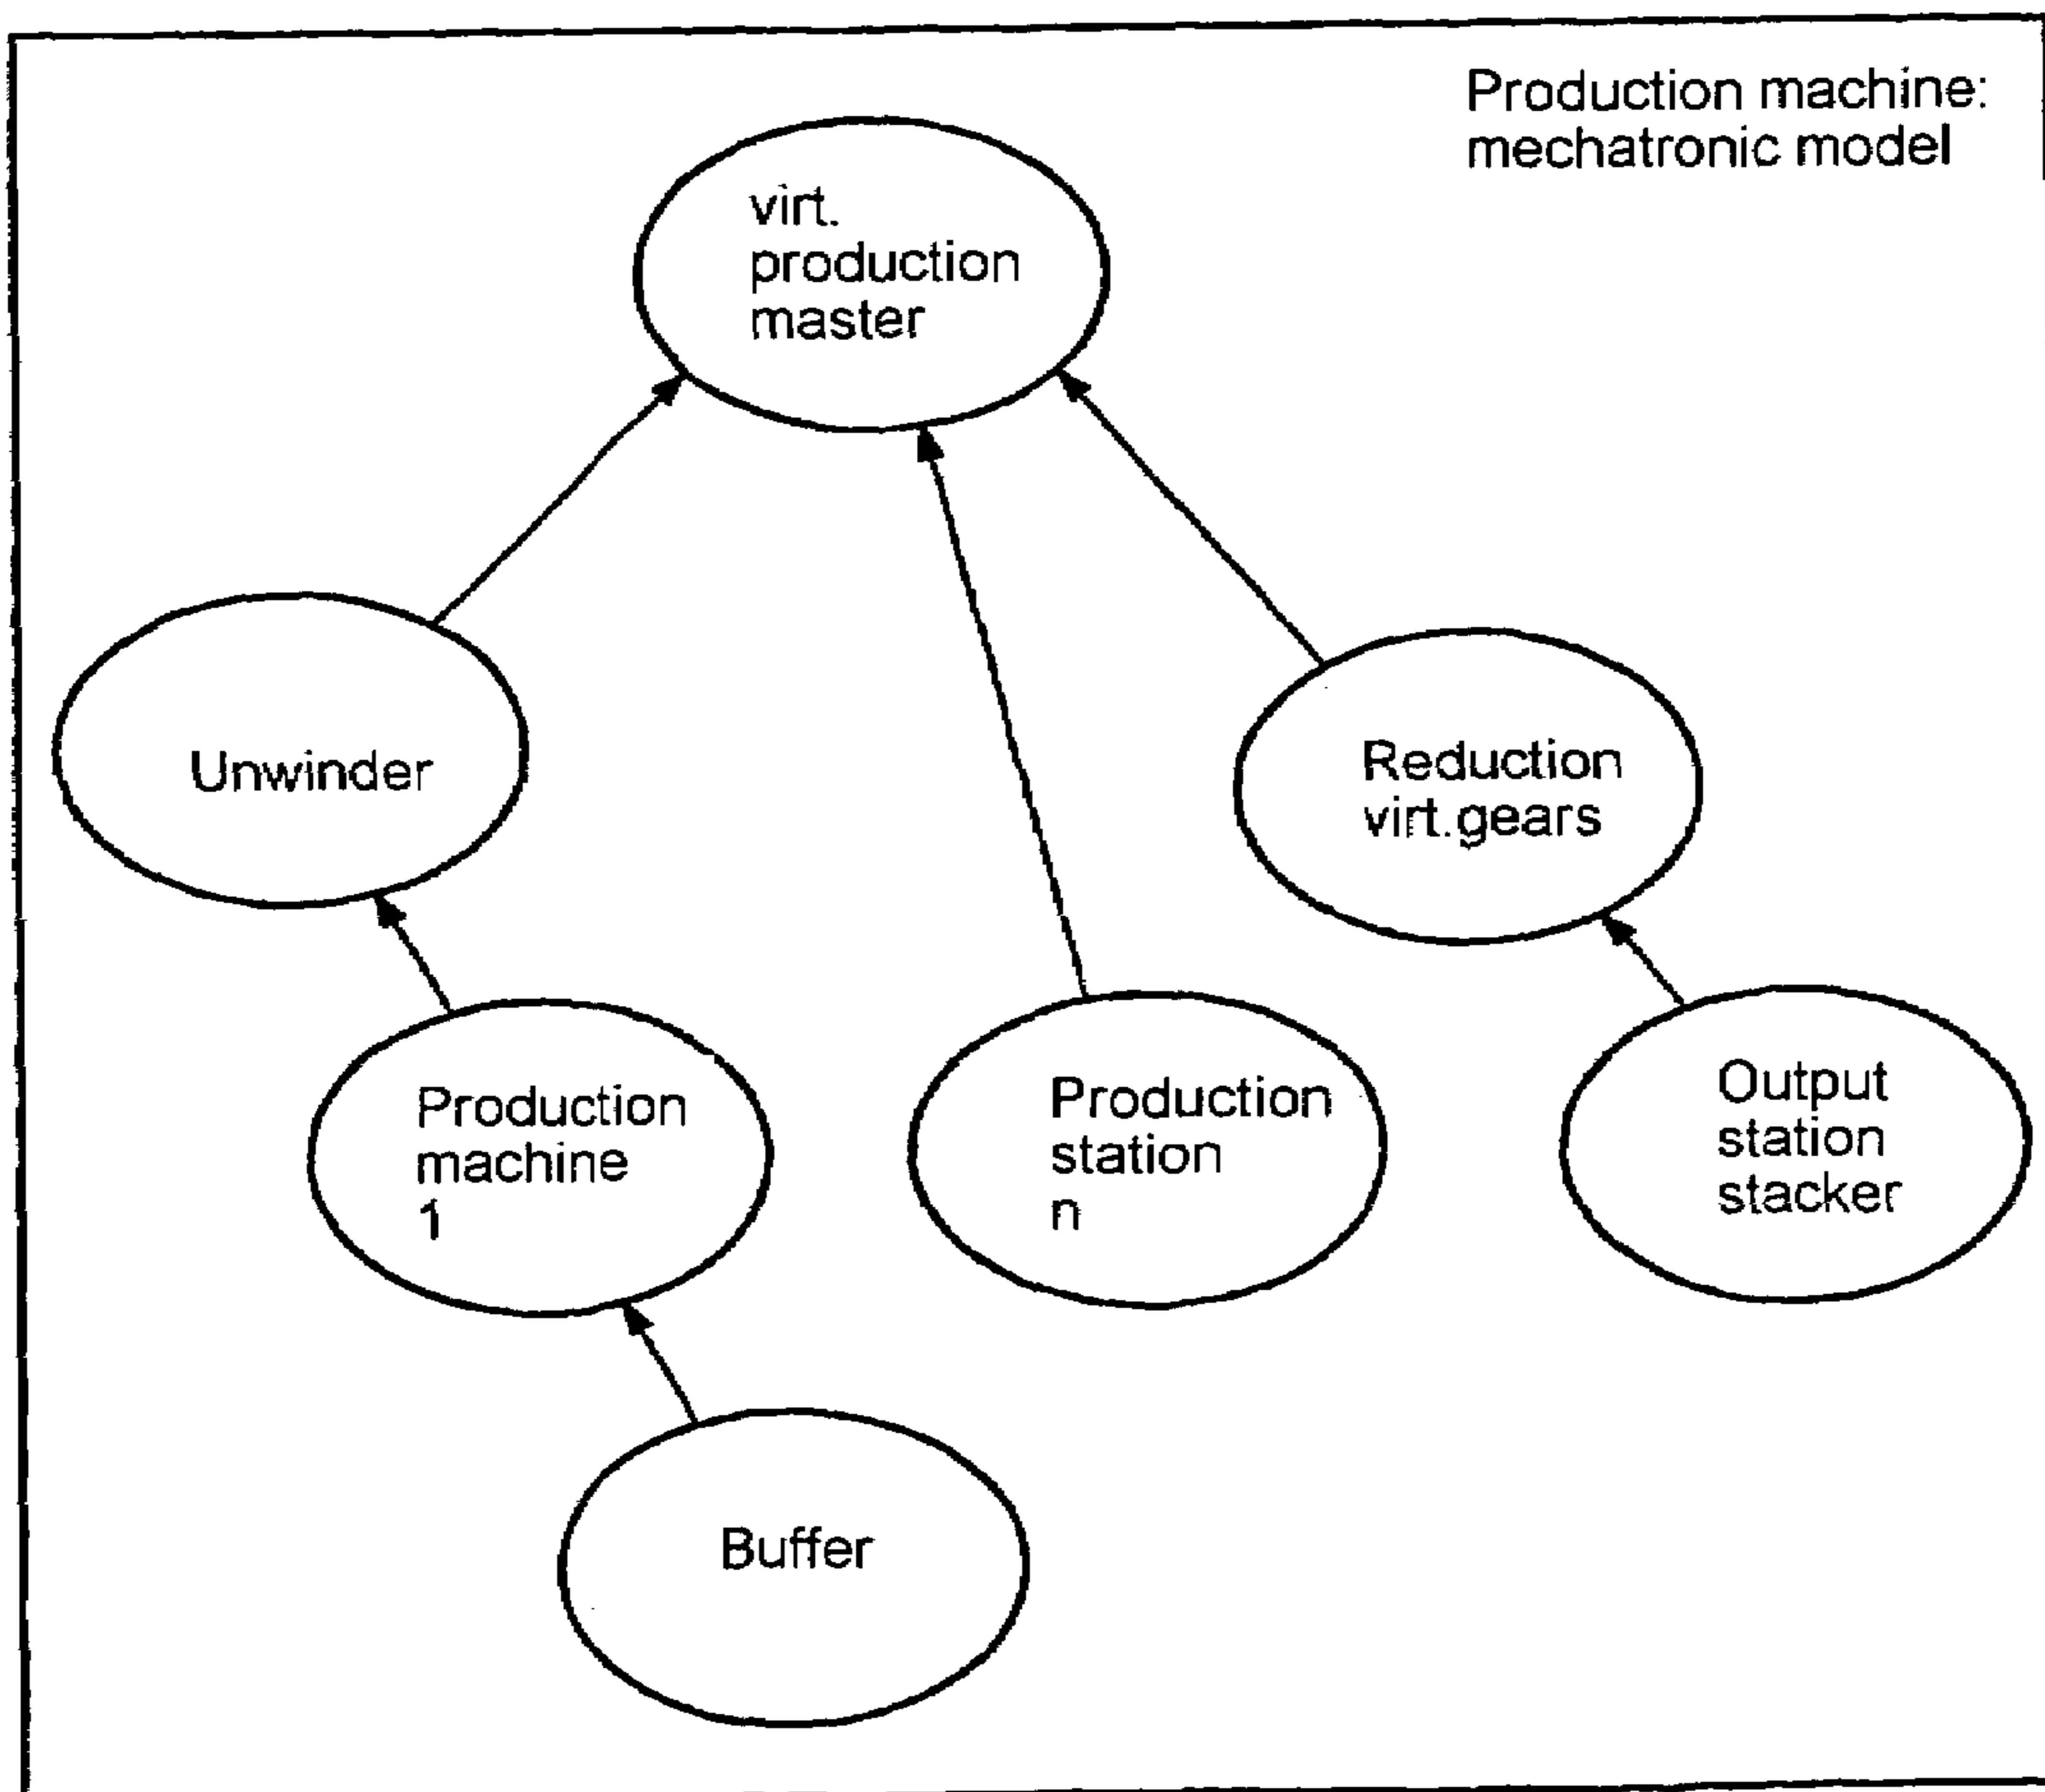 Production machine:
mechatronic model
virt.
production
master
Unwinder
Reduction
virt.gears
Production
machine
1
Production
station
n
Output
station
stacker
Buffer